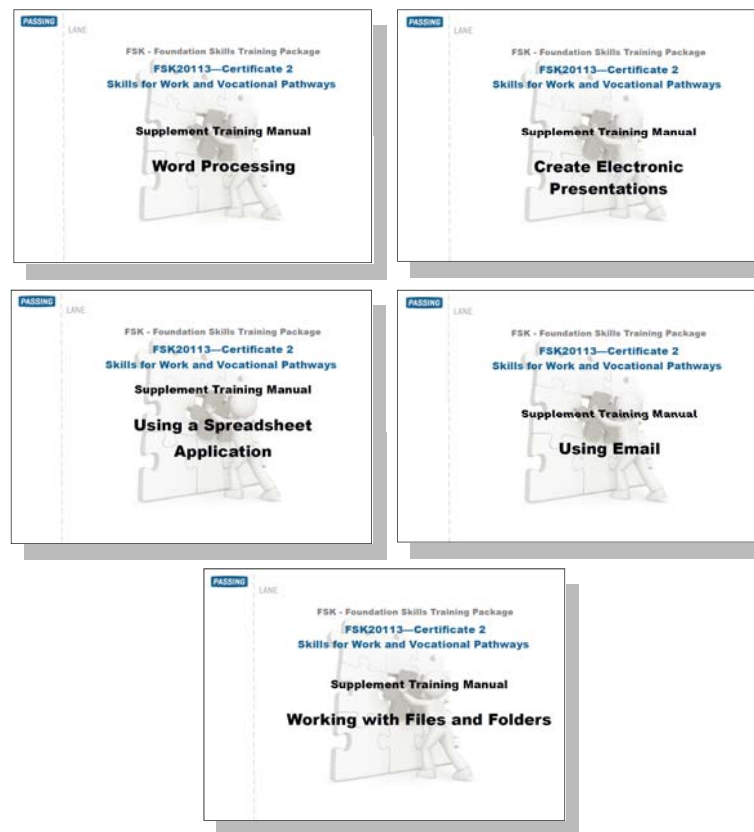 PASSING
LANE
FSK - Foundation Skills Training Package
FSK20113—Certificate 2
Skills for Work and Vocational Pathways
Supplement Training Manual
Word Processing
PASSING
LANE
FSK - Foundation Skills Training Package
FSK20113—Certificate 2
Skills for Work and Vocational Pathways
Supplement Training Manual
Create Electronic
Presentations
PASSING
LANE
FSK - Foundation Skills Training Package
FSK20113—Certificate 2
Skills for Work and Vocational Pathways
Supplement Training Manual
Using a Spreadsheet
Application
PASSING
LANE
FSK - Foundation Skills Training Package
FSK20113—Certificate 2
Skills for Work and Vocational Pathways
Supplement Training Manual
Using Email
PASSING
LANE
FSK - Foundation Skills Training Package
FSK20113—Certificate 2
Skills for Work and Vocational Pathways
Supplement Training Manual
Working with Files and Folders